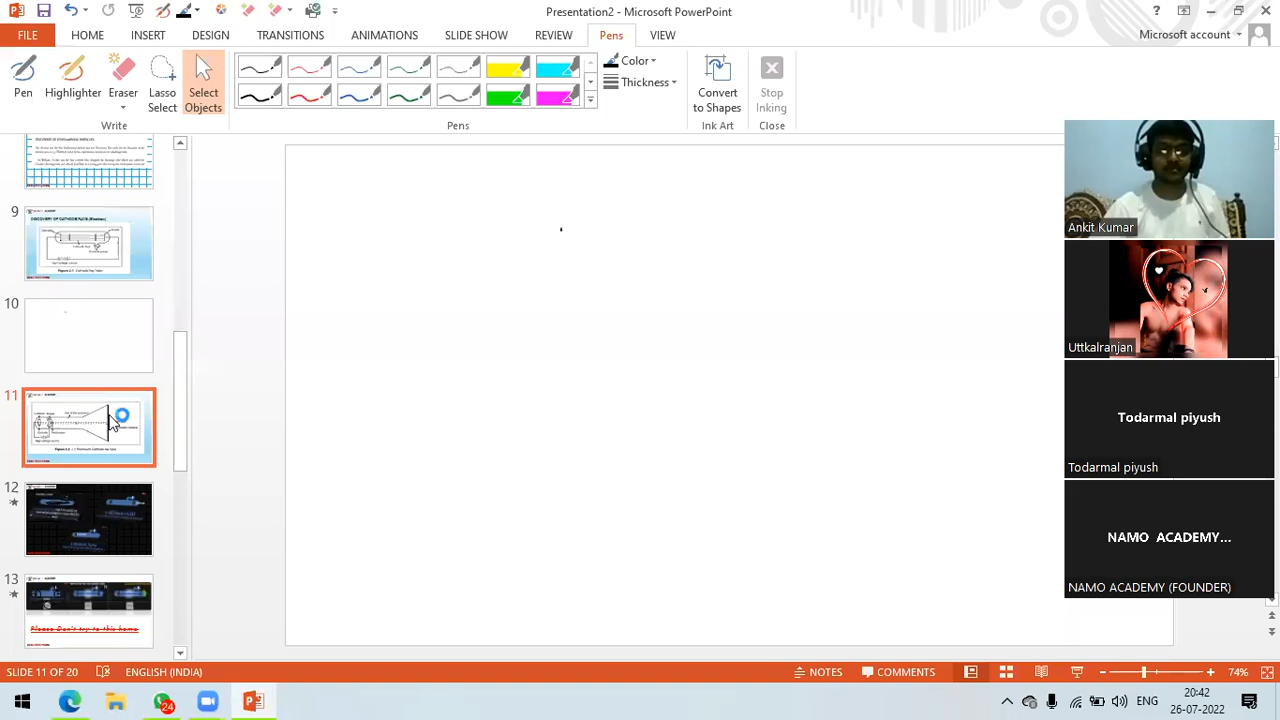 Presentation2 - Microsoft PowerPoint
?
FILE HOME INSERT DESIGN TRANSITIONS ANIMATIONS SLIDE SHOW REVIEW Pens VIEW
Microsoft account
Pen
Highlighter
Eraser
Lasso Select
Select Objects
Color
Thickness
Convert to Shapes
Stop Inking
Write
Pens
Ink Art
Close
9
DISCOVERY OF CATHODE RAYS (Electron)
10
11
12
13
Please Don't try to this home
Ankit Kumar
Uttkalranjan
Todarmal piyush
Todarmal piyush
NAMO ACADEMY...
NAMO ACADEMY (FOUNDER)
SLIDE 11 OF 20 ENGLISH (INDIA)
NOTES COMMENTS 74%
24
ENG
20:42
26-07-2022